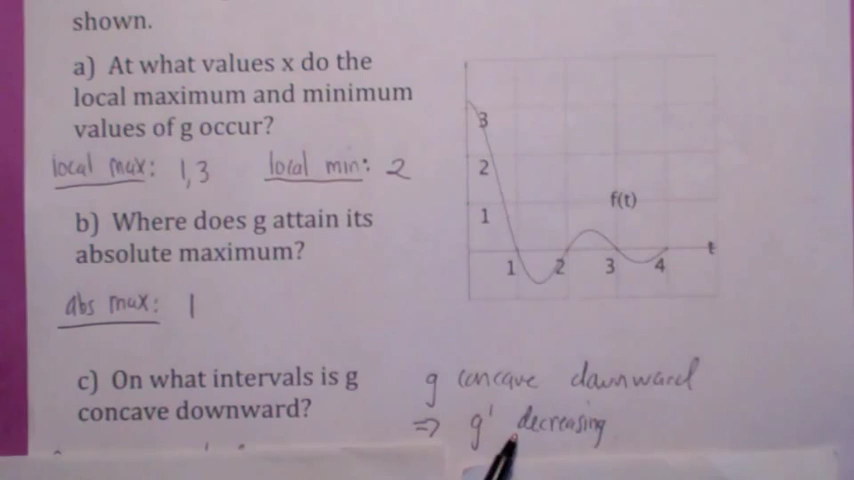 shown.
a) At what values x do the
local maximum and minimum
values of g occur?
local max: 1,3 local min: 2
b) Where does g attain its
absolute maximum?
abs max: 1
c) On what intervals is g
concave downward?
3
2
1
f(t)
t
1 2 3 4
g concave downward
⇒ g' decreasing